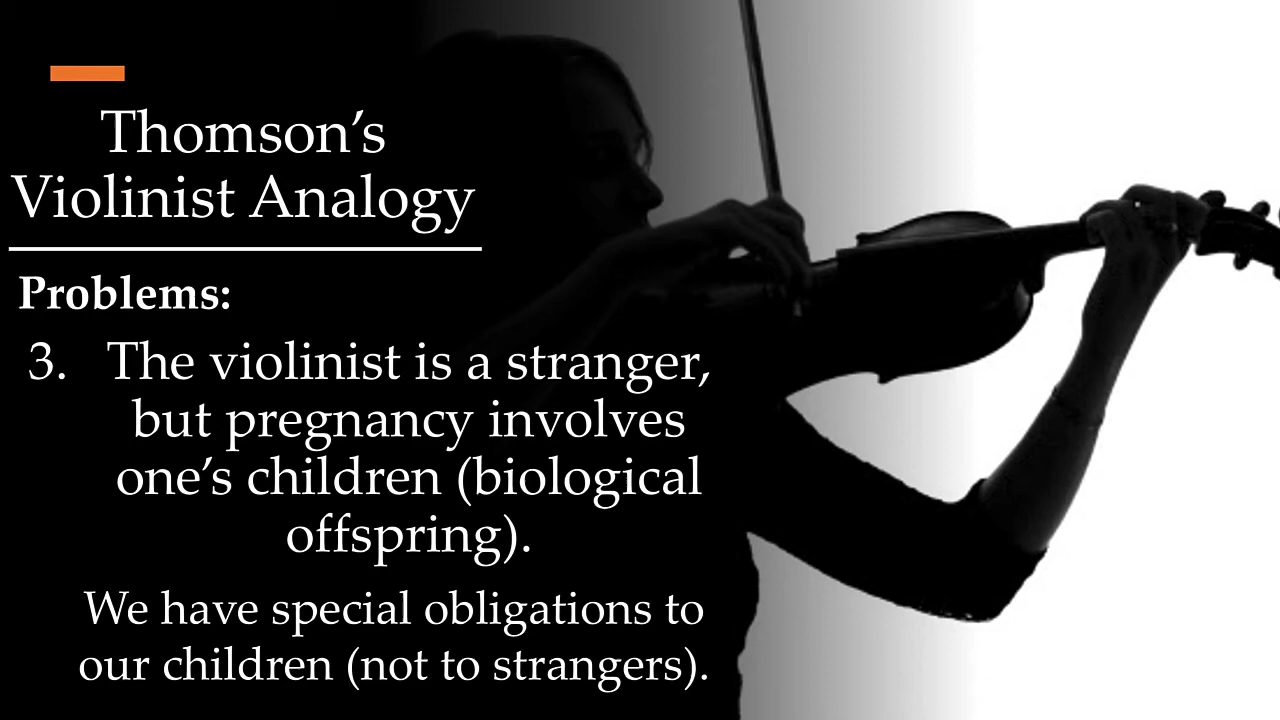 Thomson’s
Violinist Analogy
Problems:
3. The violinist is a stranger,
but pregnancy involves
one’s children (biological
offspring).
We have special obligations to
our children (not to strangers).